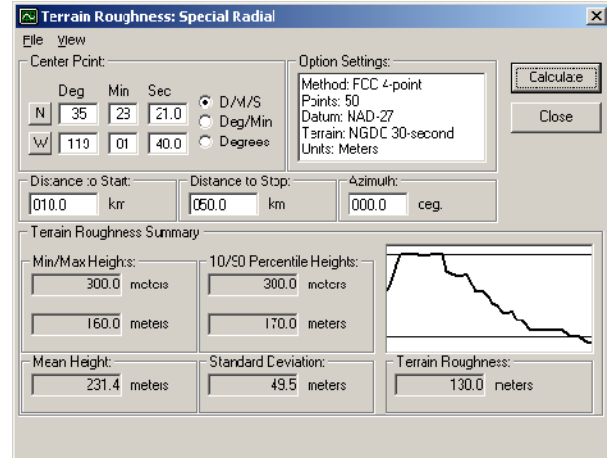 Terrain Roughness: Special Radial
File View
Center Point:
Deg Min Sec
N 35 23 21.0
W 119 01 40.0
D/M/S
Deg/Min
Degrees
Option Settings:
Method: FCC 4-point
Points: 50
Datum: NAD-27
Terrain: NGDC 30-second
Units: Meters
Calculate
Close
Distance to Start:
010.0 km
Distance to Stop:
050.0 km
Azimuth:
000.0 deg.
Terrain Roughness Summary
Min/Max Heights:
300.0 meters
160.0 meters
10/90 Percentile Heights:
300.0 meters
170.0 meters
Mean Height:
231.4 meters
Standard Deviation:
49.5 meters
Terrain Roughness:
130.0 meters